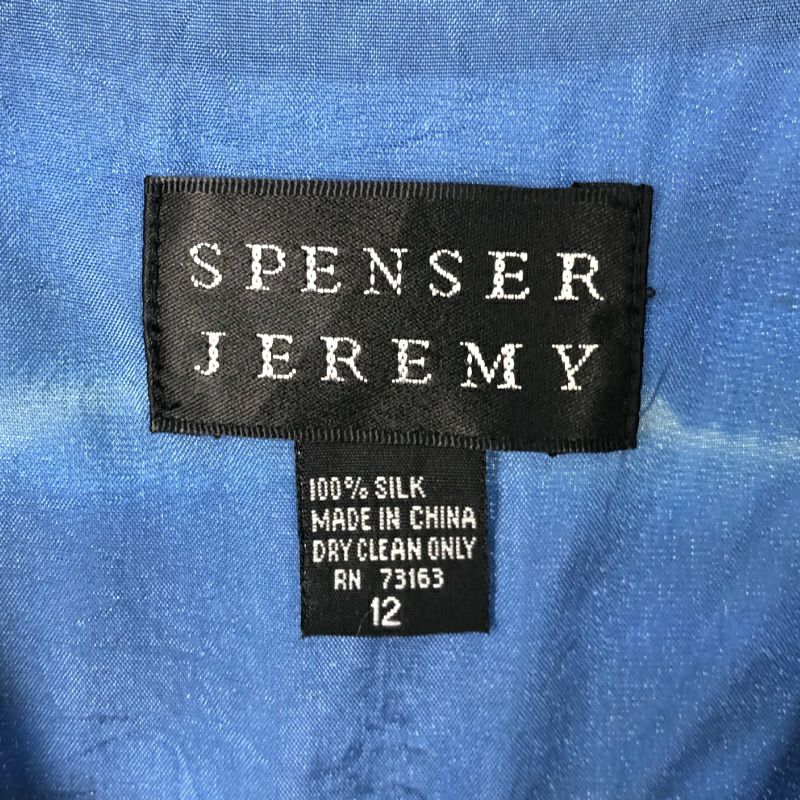 SPENSER
JEREMY
100% SILK
MADE IN CHINA
DRY CLEAN ONLY
RN 73163
12